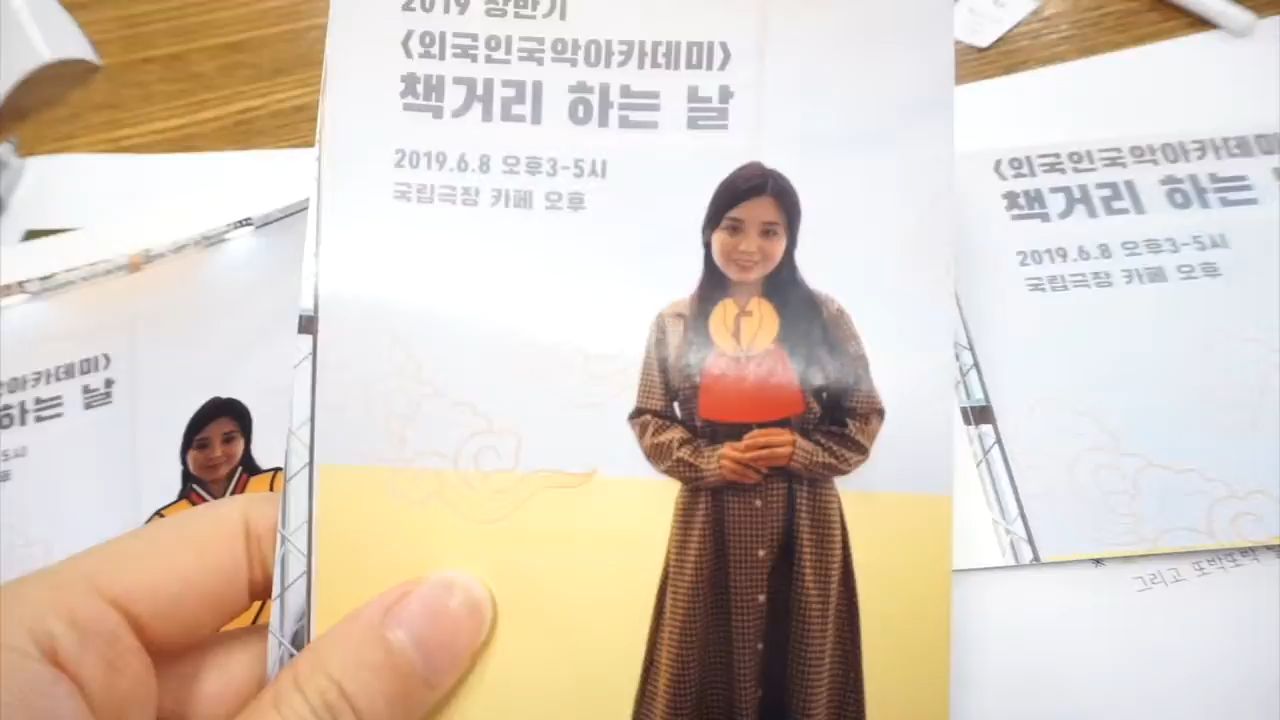 2019 상반기
<외국인국악아카데미>
책거리 하는 날
2019.6.8 오후3-5시
국립극장 카페 오후
<외국인국악아카데미
책거리 하는
2019.6.8 오후3-5시
국립극장 카페 오후
그리고 또박또박
아카데미>
하는 날
5시